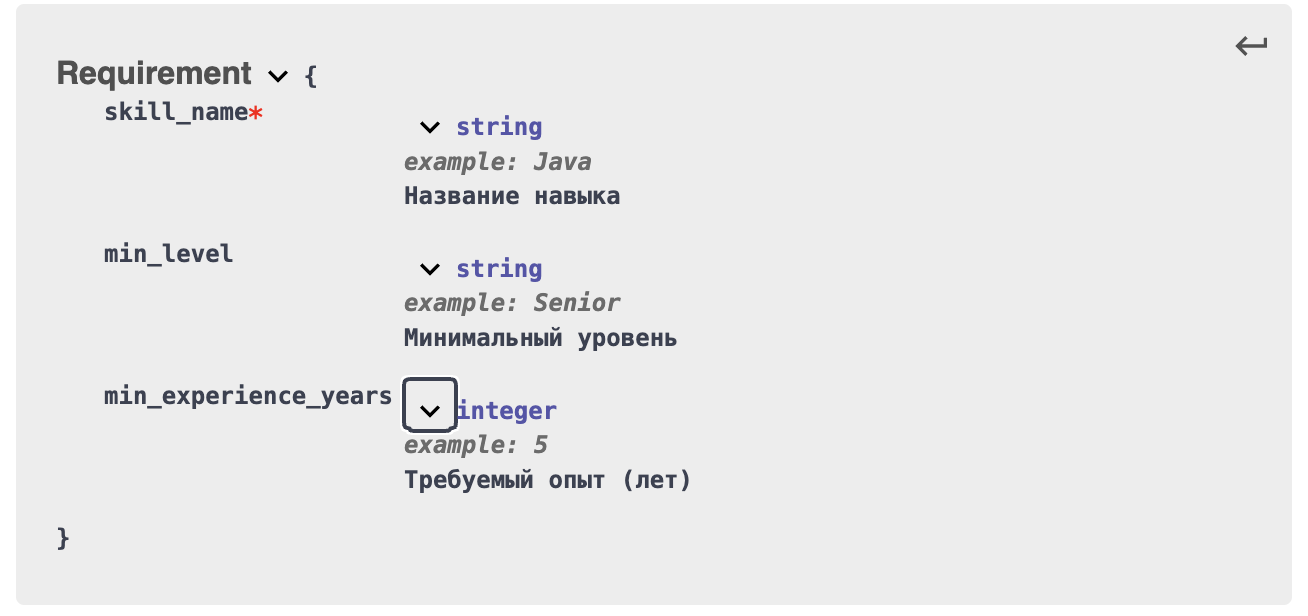 Requirement {
skill_name*
string
example: Java
Название навыка
min_level
string
example: Senior
Минимальный уровень
min_experience_years
integer
example: 5
Требуемый опыт (лет)
}